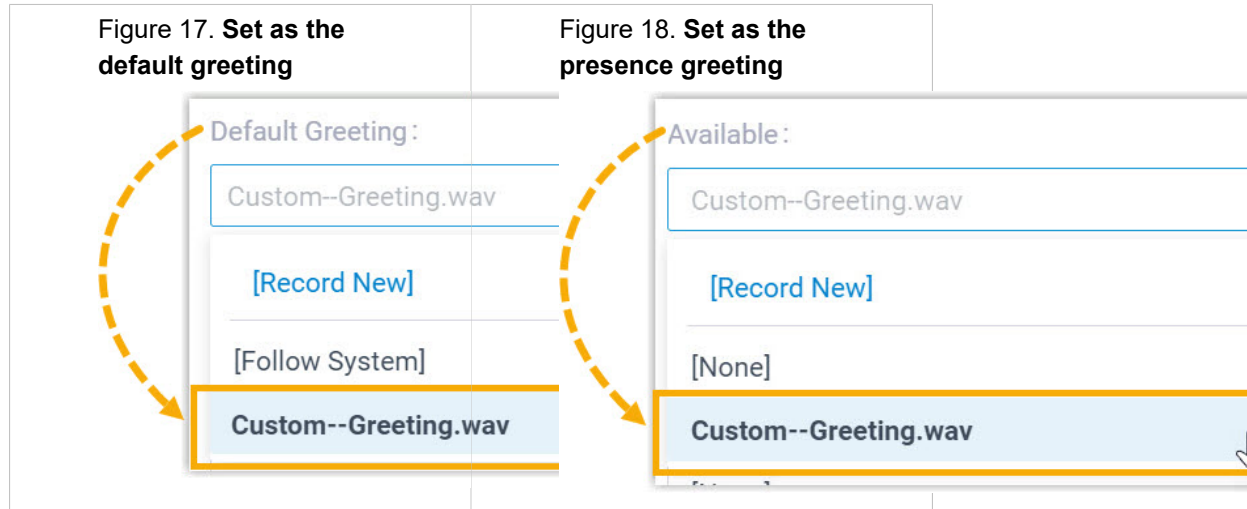 Figure 17. Set as the
default greeting
Default Greeting:
Custom--Greeting.wav
[Record New]
[Follow System]
Custom--Greeting.wav
Figure 18. Set as the
presence greeting
Available:
Custom--Greeting.wav
[Record New]
[None]
Custom--Greeting.wav